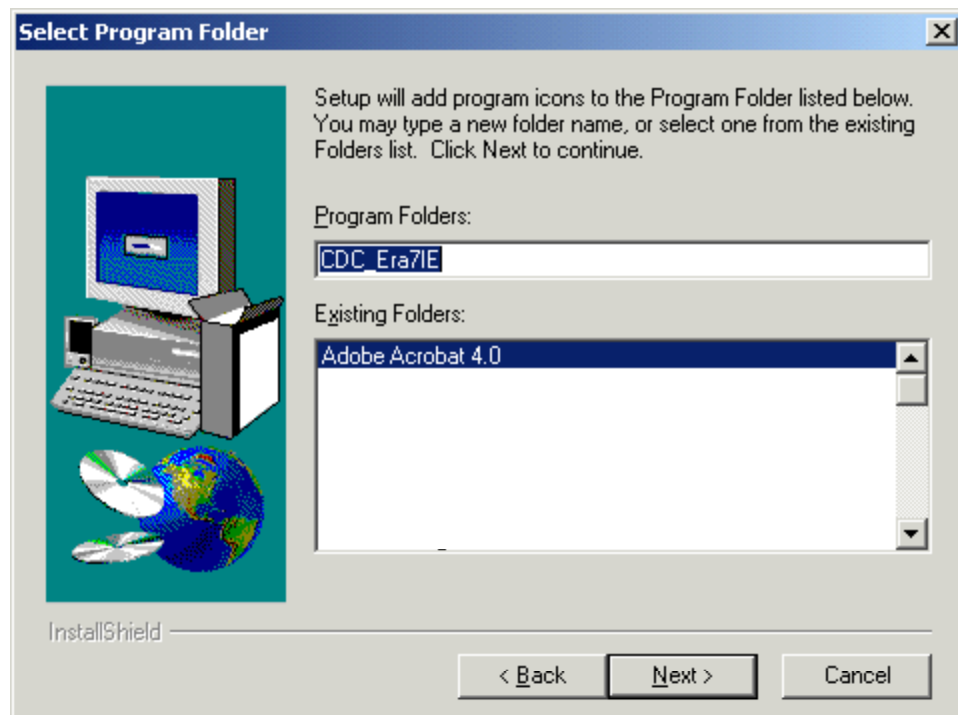 Select Program Folder
Setup will add program icons to the Program Folder listed below.
You may type a new folder name, or select one from the existing
Folders list.  Click Next to continue.
Program Folders:
CDC_Era7IE
Existing Folders:
Adobe Acrobat 4.0
InstallShield
< Back
Next >
Cancel